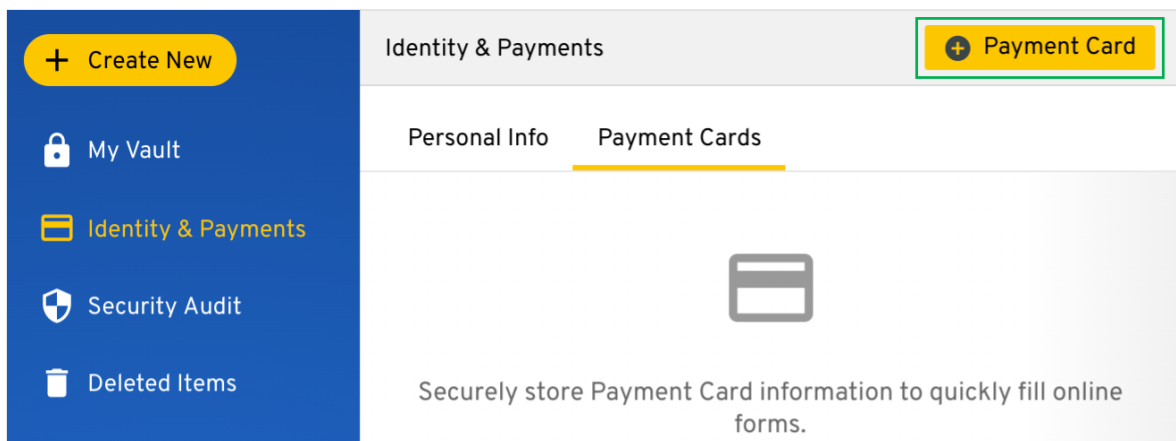 Create New
My Vault
Identity & Payments
Security Audit
Deleted Items
Identity & Payments
Payment Card
Personal Info
Payment Cards
Securely store Payment Card information to quickly fill online
forms.